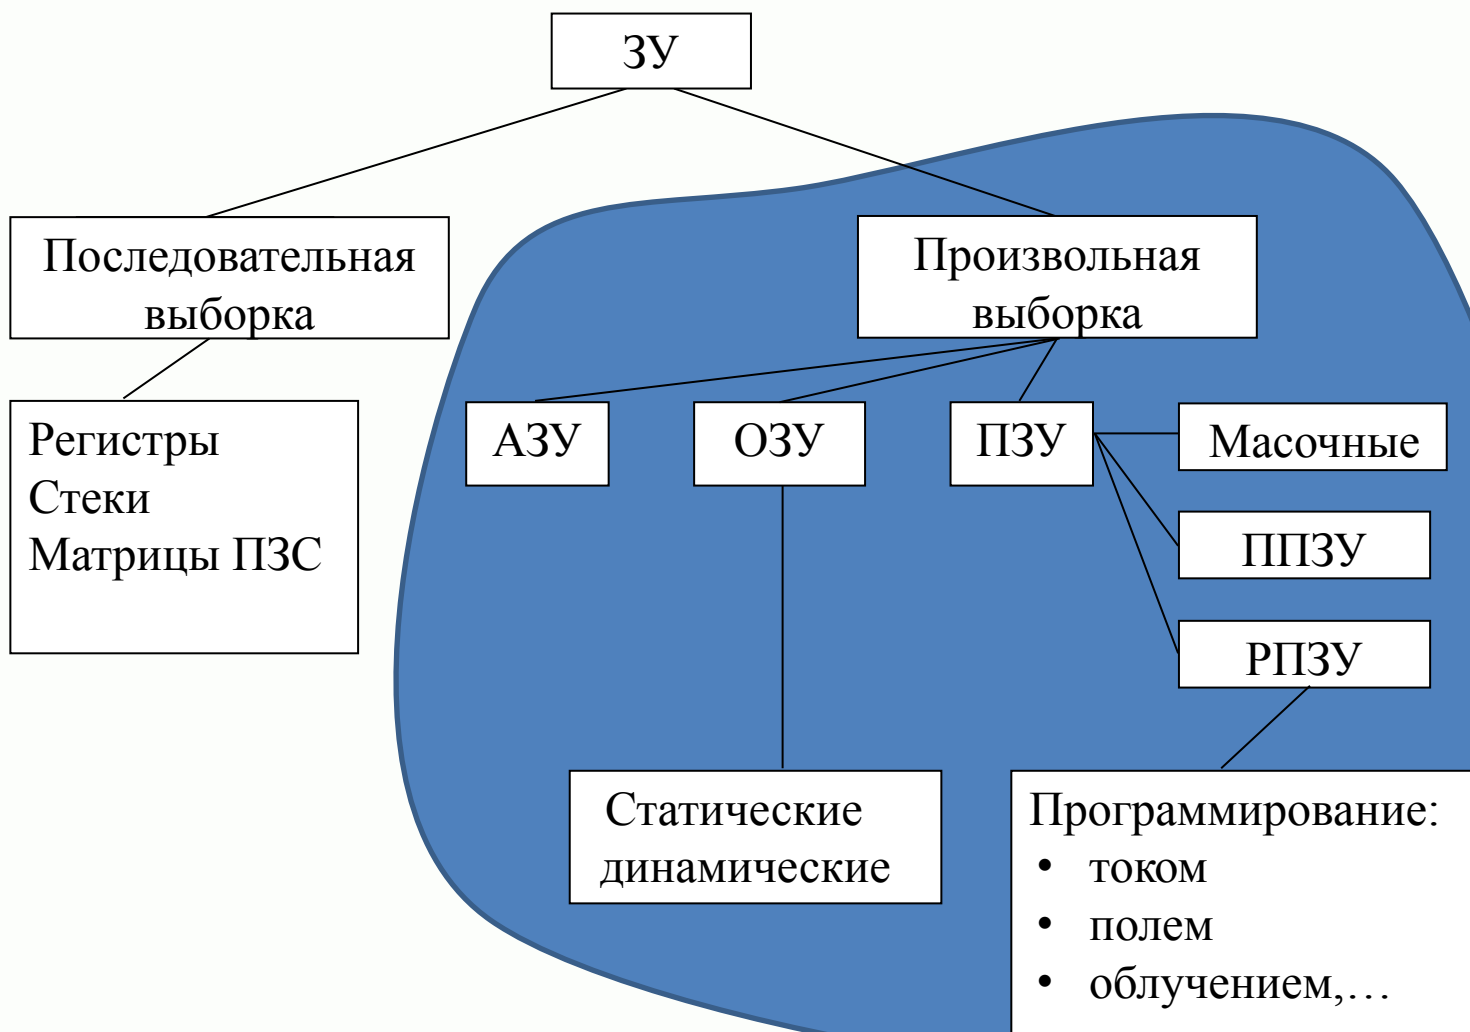 ЗУ
Последовательная
выборка
Произвольная
выборка
Регистры
Стеки
Матрицы ПЗС
АЗУ
ОЗУ
ПЗУ
Масочные
ППЗУ
РПЗУ
Статические
динамические
Программирование:
• током
• полем
• облучением,…